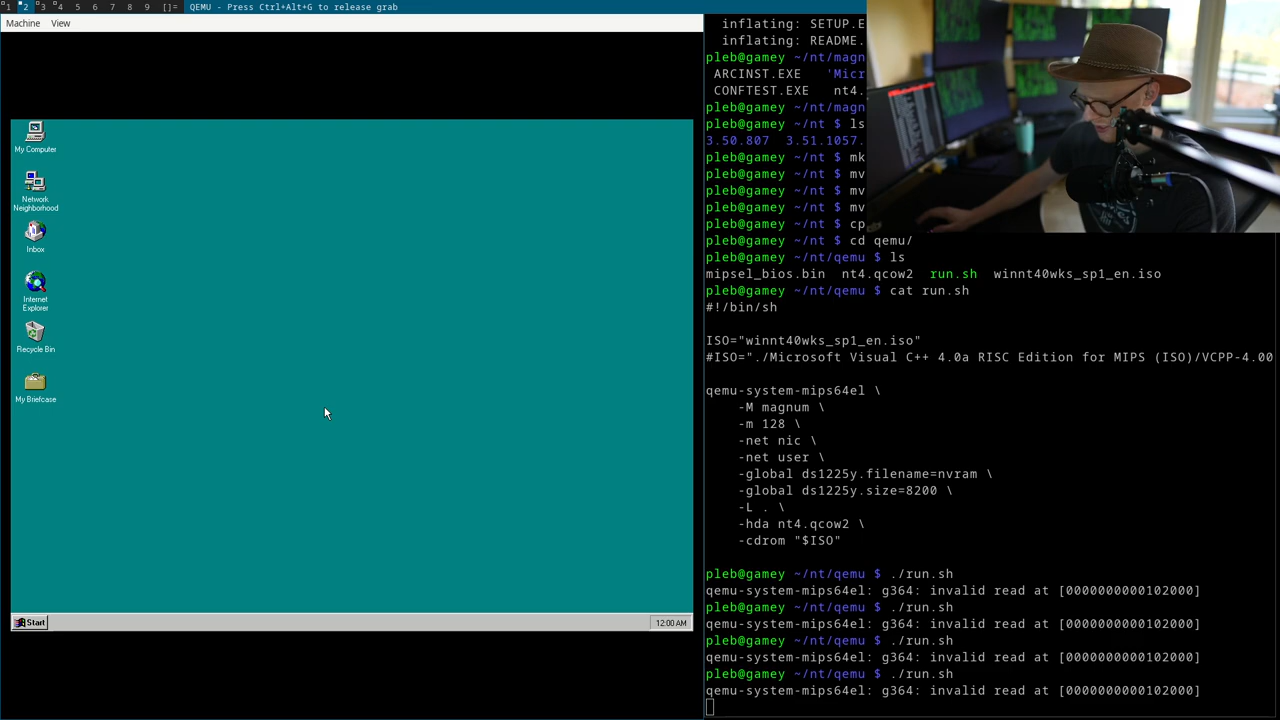 1 2 3 4 5 6 7 8 9 []= QEMU - Press Ctrl+Alt+G to release grab
Machine View
My Computer
Network
Neighborhood
Inbox
Internet
Explorer
Recycle Bin
My Briefcase
Start
12:00 AM
inflating: SETUP.E
inflating: README.
pleb@gamey ~/nt/magn
ARCINST.EXE 'Micr
CONFTEST.EXE nt4.
pleb@gamey ~/nt/magn
pleb@gamey ~/nt $ ls
3.50.807 3.51.1057.
pleb@gamey ~/nt $ mk
pleb@gamey ~/nt $ mv
pleb@gamey ~/nt $ mv
pleb@gamey ~/nt $ mv
pleb@gamey ~/nt $ cp
pleb@gamey ~/nt $ cd qemu/
pleb@gamey ~/nt/qemu $ ls
mipsel_bios.bin nt4.qcow2 run.sh winnt40wks_sp1_en.iso
pleb@gamey ~/nt/qemu $ cat run.sh
#!/bin/sh
ISO="winnt40wks_sp1_en.iso"
#ISO="./Microsoft Visual C++ 4.0a RISC Edition for MIPS (ISO)/VCPP-4.00
qemu-system-mips64el \
-M magnum \
-m 128 \
-net nic \
-net user \
-global ds1225y.filename=nvram \
-global ds1225y.size=8200 \
-L . \
-hda nt4.qcow2 \
-cdrom "$ISO"
pleb@gamey ~/nt/qemu $ ./run.sh
qemu-system-mips64el: g364: invalid read at [0000000000102000]
pleb@gamey ~/nt/qemu $ ./run.sh
qemu-system-mips64el: g364: invalid read at [0000000000102000]
pleb@gamey ~/nt/qemu $ ./run.sh
qemu-system-mips64el: g364: invalid read at [0000000000102000]
pleb@gamey ~/nt/qemu $ ./run.sh
qemu-system-mips64el: g364: invalid read at [0000000000102000]